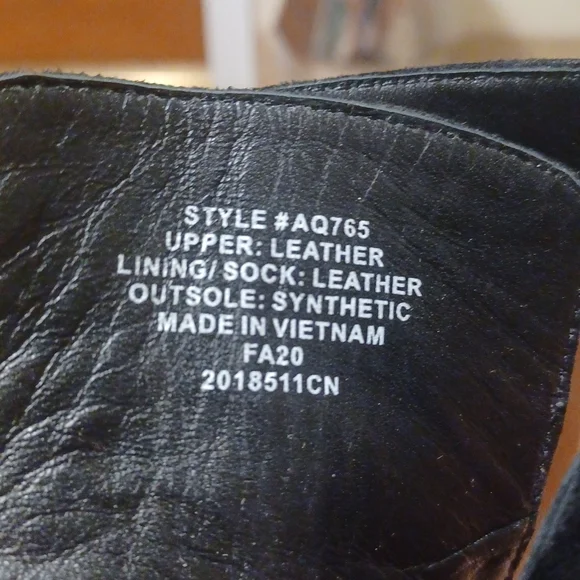 STYLE #AQ765
UPPER: LEATHER
LINING/ SOCK: LEATHER
OUTSOLE: SYNTHETIC
MADE IN VIETNAM
FA20
2018511CN